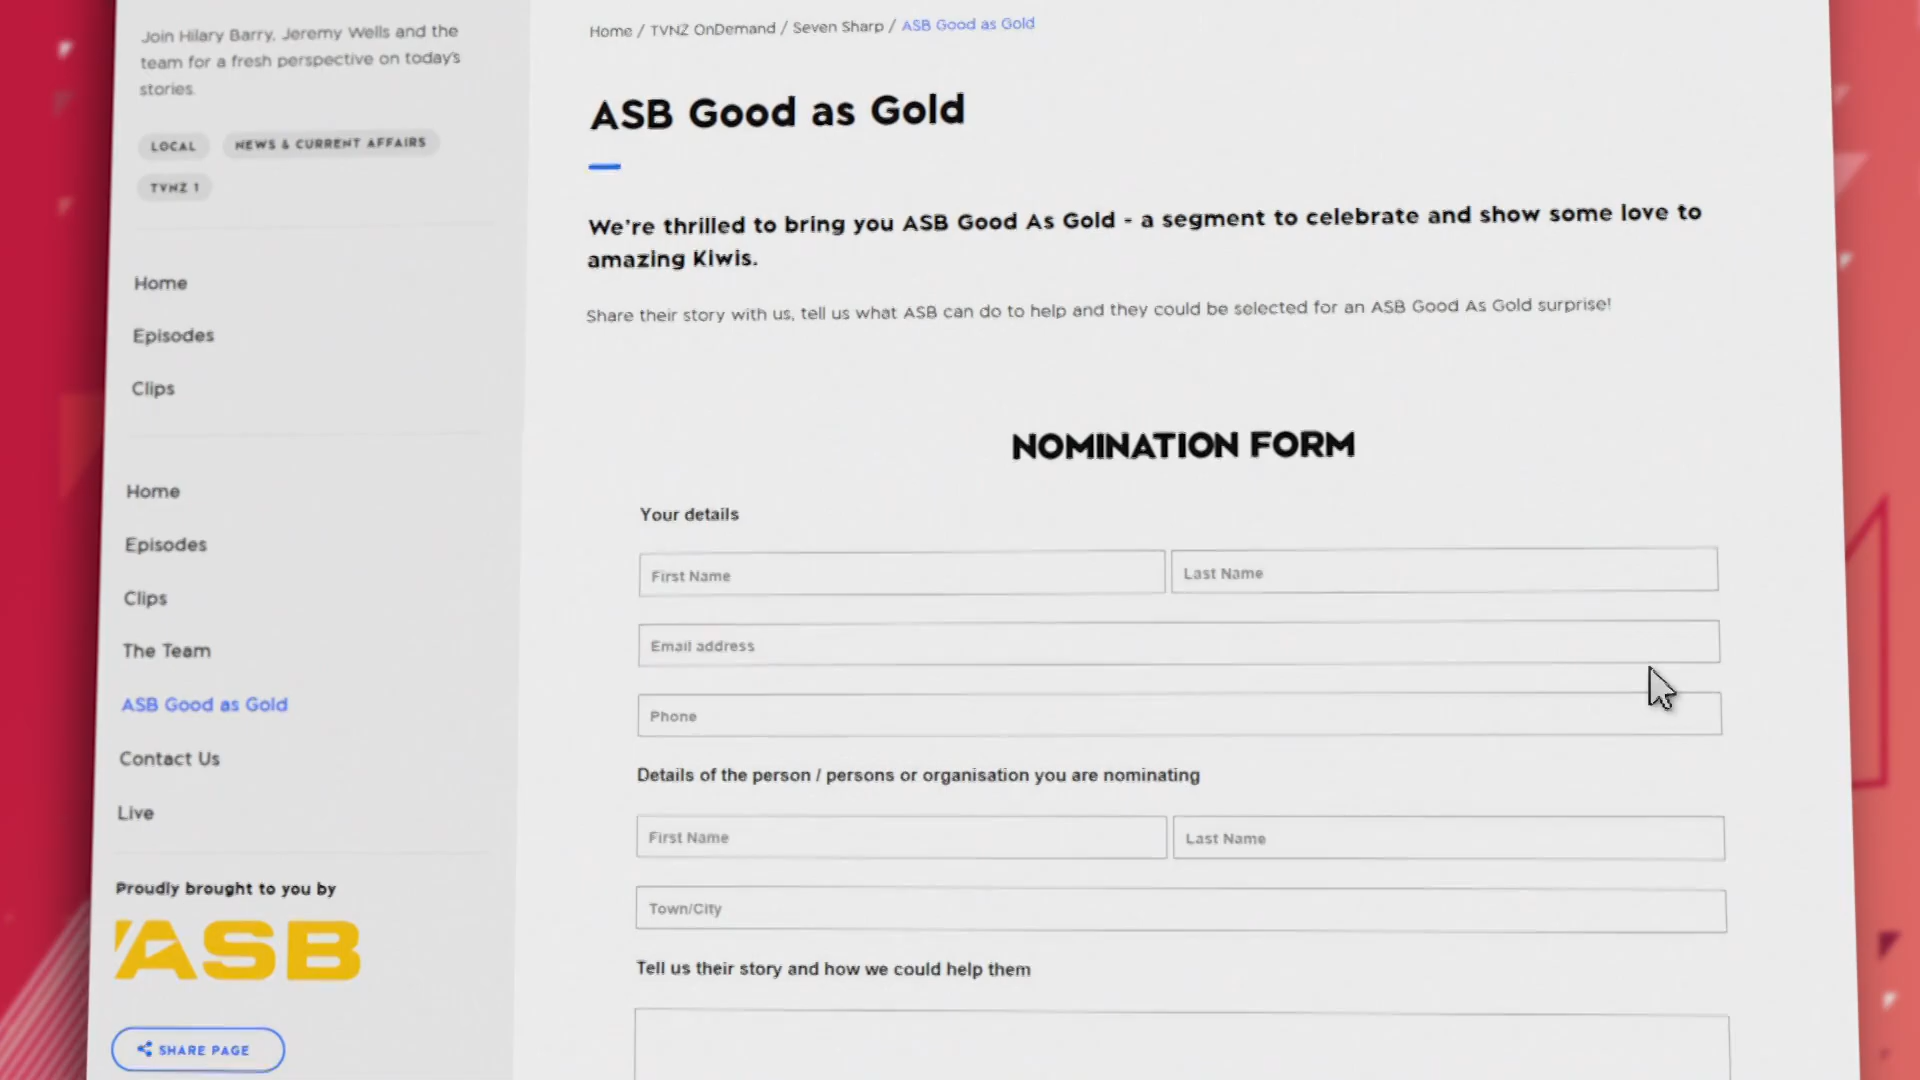 Join Hilary Barry, Jeremy Wells and the
team for a fresh perspective on today's
stories.
LOCAL
NEWS & CURRENT AFFAIRS
TVNZ 1
Home
Episodes
Clips
Home
Episodes
Clips
The Team
ASB Good as Gold
Contact Us
Live
Proudly brought to you by
ASB
SHARE PAGE
Home / TVNZ OnDemand / Seven Sharp / ASB Good as Gold
ASB Good as Gold
We're thrilled to bring you ASB Good As Gold - a segment to celebrate and show some love to
amazing Kiwis.
Share their story with us, tell us what ASB can do to help and they could be selected for an ASB Good As Gold surprise!
NOMINATION FORM
Your details
First Name
Last Name
Email address
Phone
Details of the person / persons or organisation you are nominating
First Name
Last Name
Town/City
Tell us their story and how we could help them